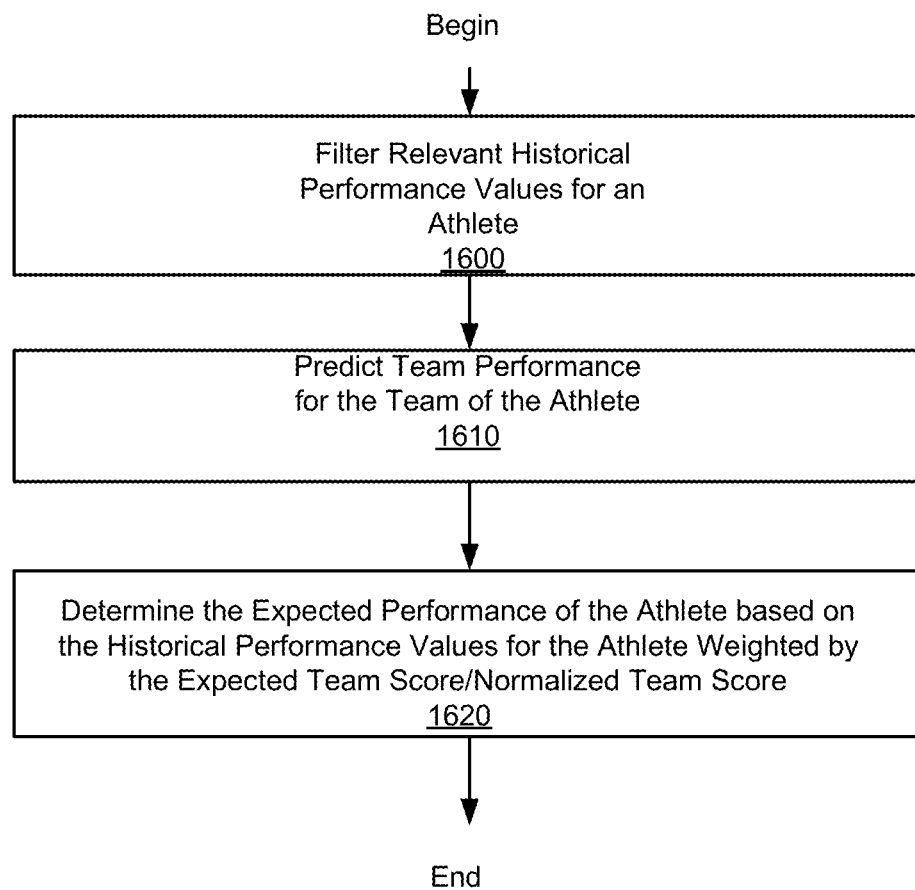 Begin
Filter Relevant Historical
Performance Values for an
Athlete
1600
Predict Team Performance
for the Team of the Athlete
1610
Determine the Expected Performance of the Athlete based on
the Historical Performance Values for the Athlete Weighted by
the Expected Team Score/Normalized Team Score
1620
End